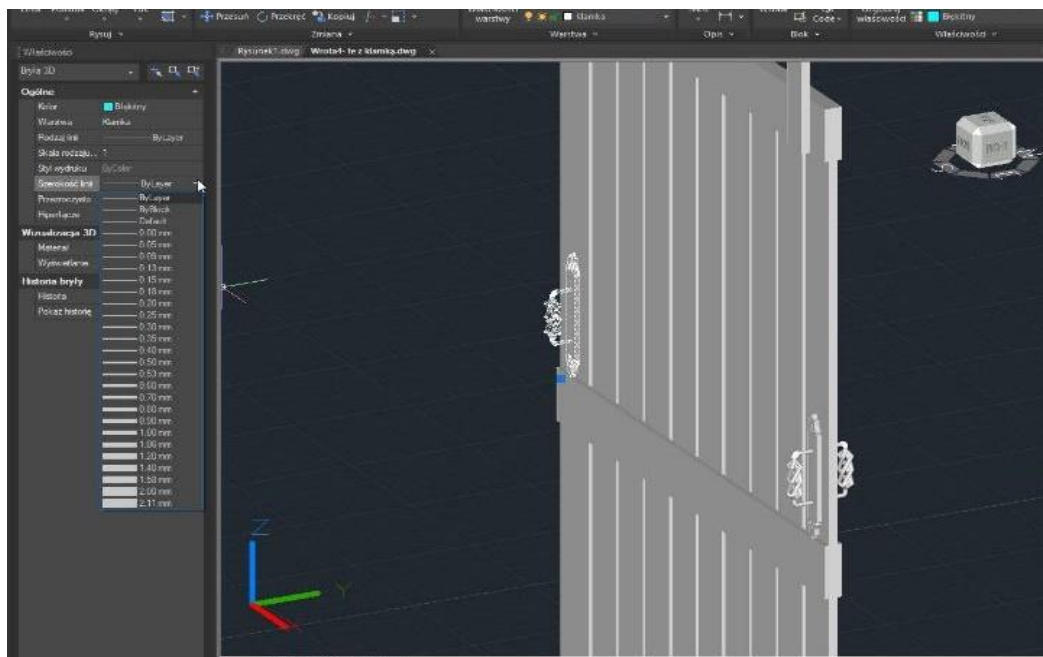 Przesuń Przekręć Kopiuj
warstwy klamka
Code
właściwości Błękitny
Rysuj Zmiana Warstwa Opis Blok Właściwości
Właściwości
Rysunek1.dwg Wrota4- te z klamką.dwg ×
Bryła 3D
Ogólne
Kolor Błękitny
Warstwa Klamka
Rodzaj linii ByLayer
Skala rodzaju... 1
Styl wydruku ByColor
Szerokość linii ByLayer
Przezroczysto ByLayer
ByBlock
Hiperłącze
Default
Wizualizacja 3D 0.00 mm
0.05 mm
Materiał
0.09 mm
Wyświetlanie
0.13 mm
Historia bryły 0.15 mm
0.18 mm
Historia
0.20 mm
Pokaż historię 0.25 mm
0.30 mm
0.35 mm
0.40 mm
0.50 mm
0.53 mm
0.60 mm
0.70 mm
0.80 mm
0.90 mm
1.00 mm
1.06 mm
1.20 mm
1.40 mm
1.58 mm
2.00 mm
2.11 mm
Z
Y